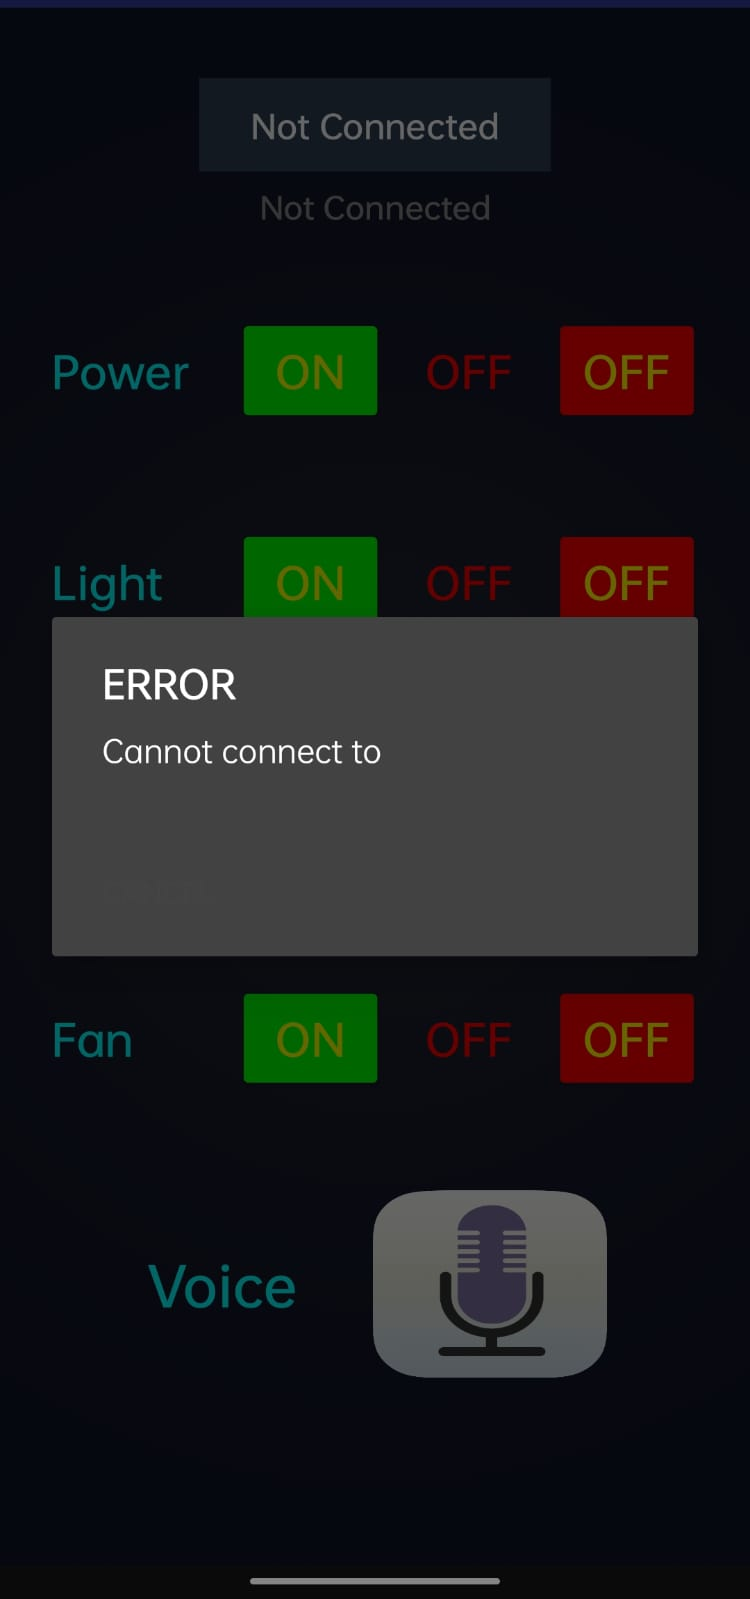 Not Connected
Not Connected
Power ON OFF OFF
Light ON OFF OFF
ERROR
Cannot connect to
Fan ON OFF OFF
Voice